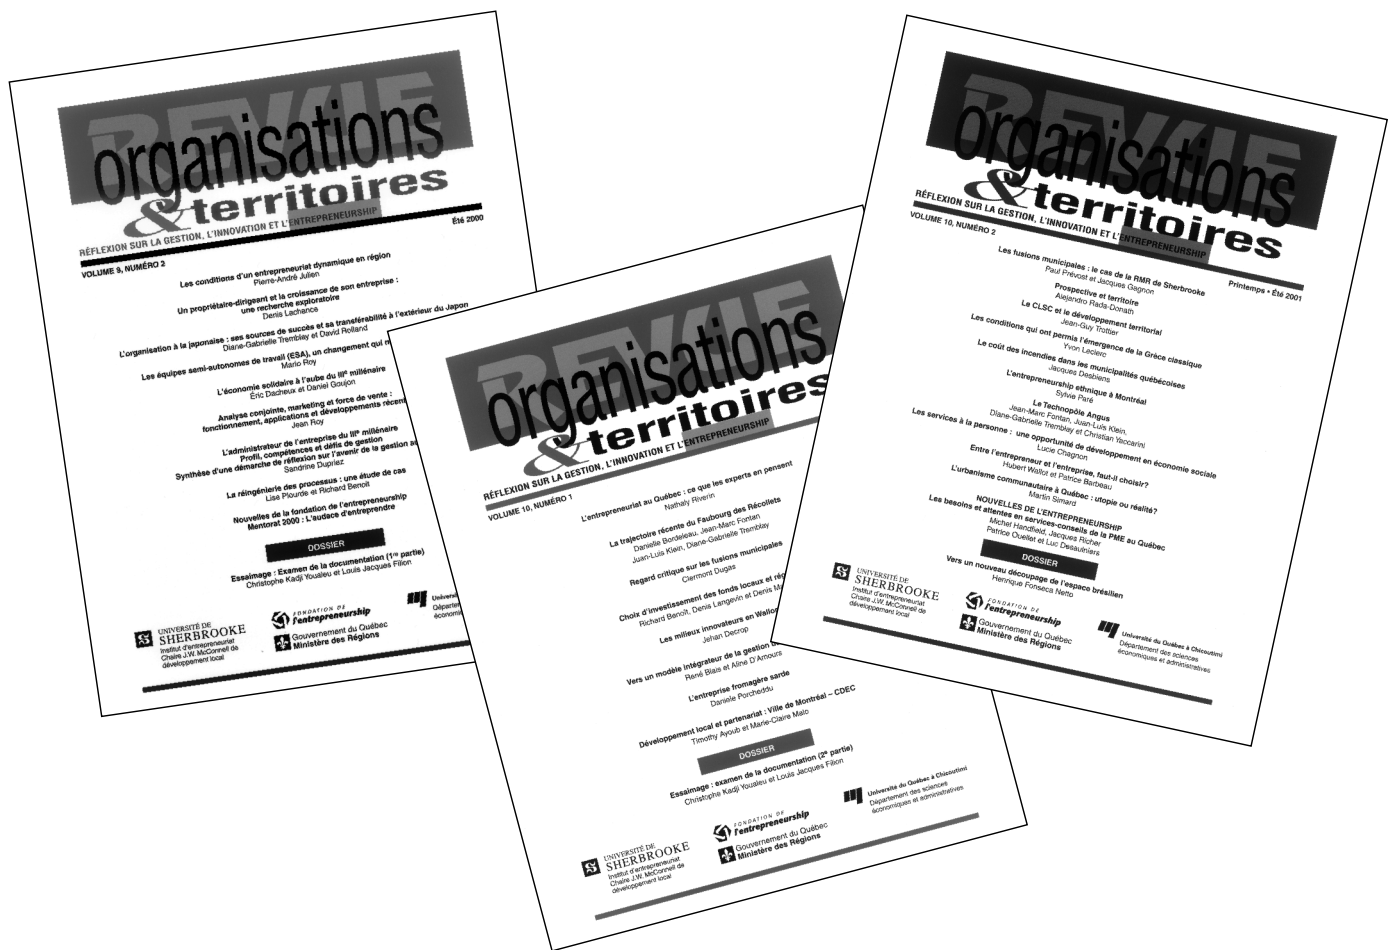 REVUE
organisations
& territoires
RÉFLEXION SUR LA GESTION, L'INNOVATION ET L'ENTREPRENEURSHIP
VOLUME 9, NUMÉRO 2
Été 2000
Les conditions d'un entrepreneuriat dynamique en région
Pierre-André Julien
Un propriétaire-dirigeant et la croissance de son entreprise :
une recherche exploratoire
Denis Lachance
L'organisation à la japonaise : ses sources de succès et sa transférabilité à l'extérieur du Japon
Diane-Gabrielle Tremblay et David Rolland
Les équipes semi-autonomes de travail (ESA), un changement qui
Mario Roy
L'économie solidaire à l'aube du IIIe millénaire
Éric Dacheux et Daniel Goujon
Analyse conjointe, marketing et force de vente :
fonctionnement, applications et développements
Jean Roy
L'administrateur de l'entreprise du IIIe millénaire
Profil, compétences et défis de gestion
Synthèse d'une démarche de réflexion sur l'avenir de la gestion
Sandrine Dupriez
La réingénierie des processus : une étude de cas
Lise Plourde et Richard Benoit
Nouvelles de la fondation de l'entrepreneurship
Mentorat 2000 : L'audace d'entreprendre
DOSSIER
Essaimage : Examen de la documentation (1re partie)
Christophe Kadji Youaleu et Louis Jacques Filion
UNIVERSITÉ DE
SHERBROOKE
Institut d'entrepreneuriat
Chaire J.W. McConnell de
développement local
FONDATION DE
l'entrepreneurship
Gouvernement du Québec
Ministère des Régions
REVUE
organisations
& territoires
RÉFLEXION SUR LA GESTION, L'INNOVATION ET L'ENTREPRENEURSHIP
VOLUME 10, NUMÉRO 1
L'entrepreneuriat au Québec : ce que les experts en pensent
Nathaly Riverin
La trajectoire récente du Faubourg des Récollets
Danielle Bordeleau, Jean-Marc Fontan,
Juan-Luis Klein, Diane-Gabrielle Tremblay
Regard critique sur les fusions municipales
Clermont Dugas
Choix d'investissement des fonds locaux et
Richard Benoît, Denis Langevin et Denis
Les milieux innovateurs en
Jehan Decrop
Vers un modèle intégrateur de la gestion
René Blais et Aline D'Amours
L'entreprise fromagère sarde
Daniele Porcheddu
Développement local et partenariat : Ville de Montréal – CDEC
Timothy Ayoub et Marie-Claire Malo
DOSSIER
Essaimage : examen de la documentation (2e partie)
Christophe Kadji Youaleu et Louis Jacques Filion
UNIVERSITÉ DE
SHERBROOKE
Institut d'entrepreneuriat
Chaire J.W. McConnell de
développement local
FONDATION DE
l'entrepreneurship
Gouvernement du Québec
Ministère des Régions
Université du Québec à Chicoutimi
Département des sciences
économiques et administratives
REVUE
organisations
& territoires
RÉFLEXION SUR LA GESTION, L'INNOVATION ET L'ENTREPRENEURSHIP
VOLUME 10, NUMÉRO 2
Printemps • Été 2001
Les fusions municipales : le cas de la RMR de Sherbrooke
Paul Prévost et Jacques Gagnon
Prospective et territoire
Alejandro Rada-Donath
Le CLSC et le développement territorial
Jean-Guy Trottier
Les conditions qui ont permis l'émergence de la Grèce classique
Yvon Leclerc
Le coût des incendies dans les municipalités québécoises
Jacques Desbiens
L'entrepreneurship ethnique à Montréal
Sylvie Paré
Le Technopôle Angus
Jean-Marc Fontan, Juan-Luis Klein,
Diane-Gabrielle Tremblay et Christian Yaccarini
Les services à la personne : une opportunité de développement en économie sociale
Lucie Chagnon
Entre l'entrepreneur et l'entreprise, faut-il choisir?
Hubert Wallot et Patrice Barbeau
L'urbanisme communautaire à Québec : utopie ou réalité?
Martin Simard
NOUVELLES DE L'ENTREPRENEURSHIP
Les besoins et attentes en services-conseils de la PME au Québec
Michel Handfield, Jacques Richer
Patrice Ouellet et Luc Desaulniers
DOSSIER
Vers un nouveau découpage de l'espace brésilien
Henrique Fonseca Netto
UNIVERSITÉ DE
SHERBROOKE
Institut d'entrepreneuriat
Chaire J.W. McConnell de
développement local
FONDATION DE
l'entrepreneurship
Gouvernement du Québec
Ministère des Régions
Université du Québec à Chicoutimi
Département des sciences
économiques et administratives